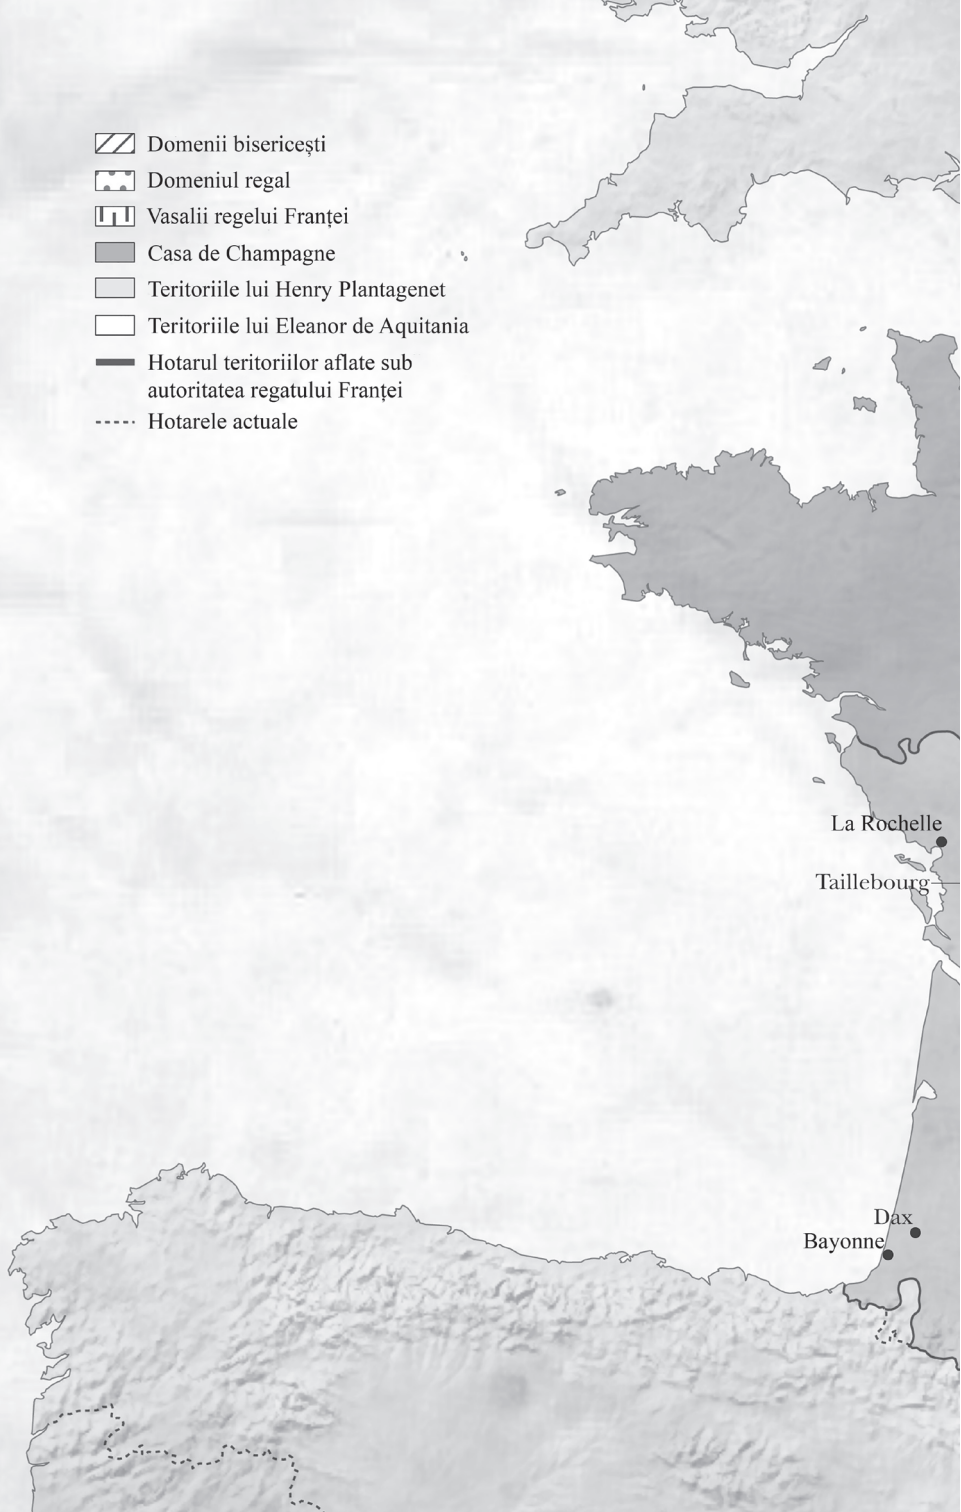 Domenii bisericești
Domeniul regal
Vasalii regelui Franței
Casa de Champagne
Teritoriile lui Henry Plantagenet
Teritoriile lui Eleanor de Aquitania
Hotarul teritoriilor aflate sub
autoritatea regatului Franței
Hotarele actuale
La Rochelle
Taillebourg
Dax
Bayonne